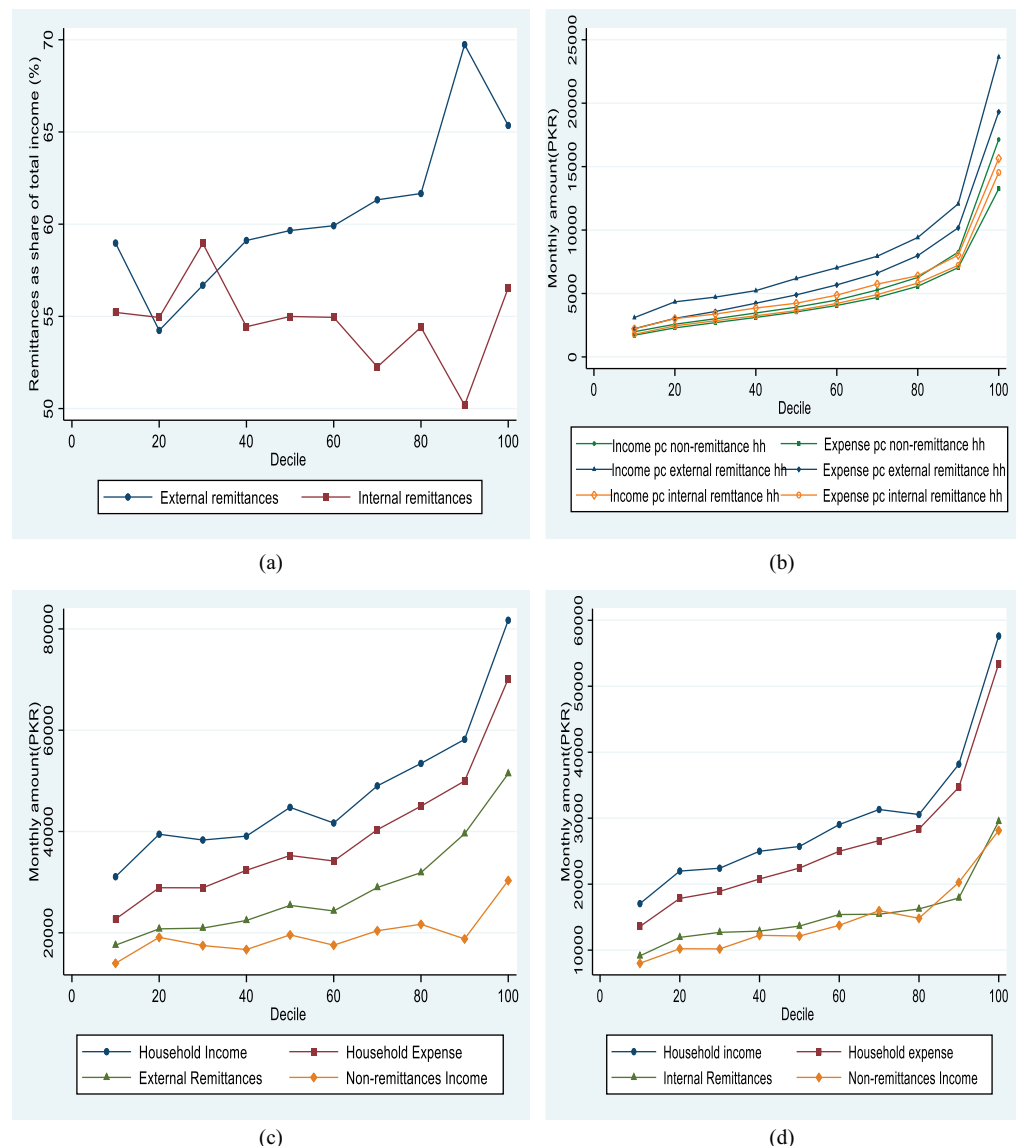 Remittances as share of total income (%)
70
65
60
55
50
0 20 40 60 80 100
Decile
External remittances Internal remittances
(a)
Monthly amount(PKR)
25000
20000
15000
10000
5000
0
0 20 40 60 80 100
Decile
Income pc non-remittance hh Expense pc non-remittance hh
Income pc external remittance hh Expense pc external remittance hh
Income pc internal remttance hh Expense pc internal remittance hh
(b)
Monthly amount(PKR)
80000
60000
40000
20000
0 20 40 60 80 100
Decile
Household Income Household Expense
External Remittances Non-remittances Income
(c)
Monthly amount(PKR)
60000
50000
40000
30000
20000
10000
0 20 40 60 80 100
Decile
Household income Household expense
Internal Remittances Non-remittances Income
(d)